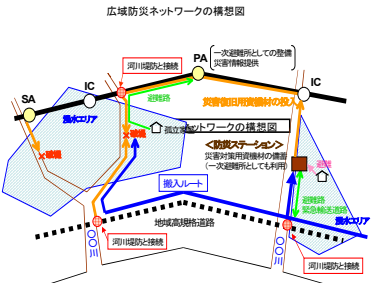 広域防災ネットワークの構想図
PA
一次避難所としての整備
災害情報提供
河川堤防と接続
IC
IC
SA
避難路
災害復旧用資機材の投入
浸水エリア
破堤
破堤
孤立集落
ネットワークの構想図
<防災ステーション>
災害対策用資機材の備蓄
(一次避難所としても利用)
避難
搬入ルート
避難路
緊急輸送道路
地域高規格道路
浸水エリア
○○川
○○川
河川堤防と接続
河川堤防と接続